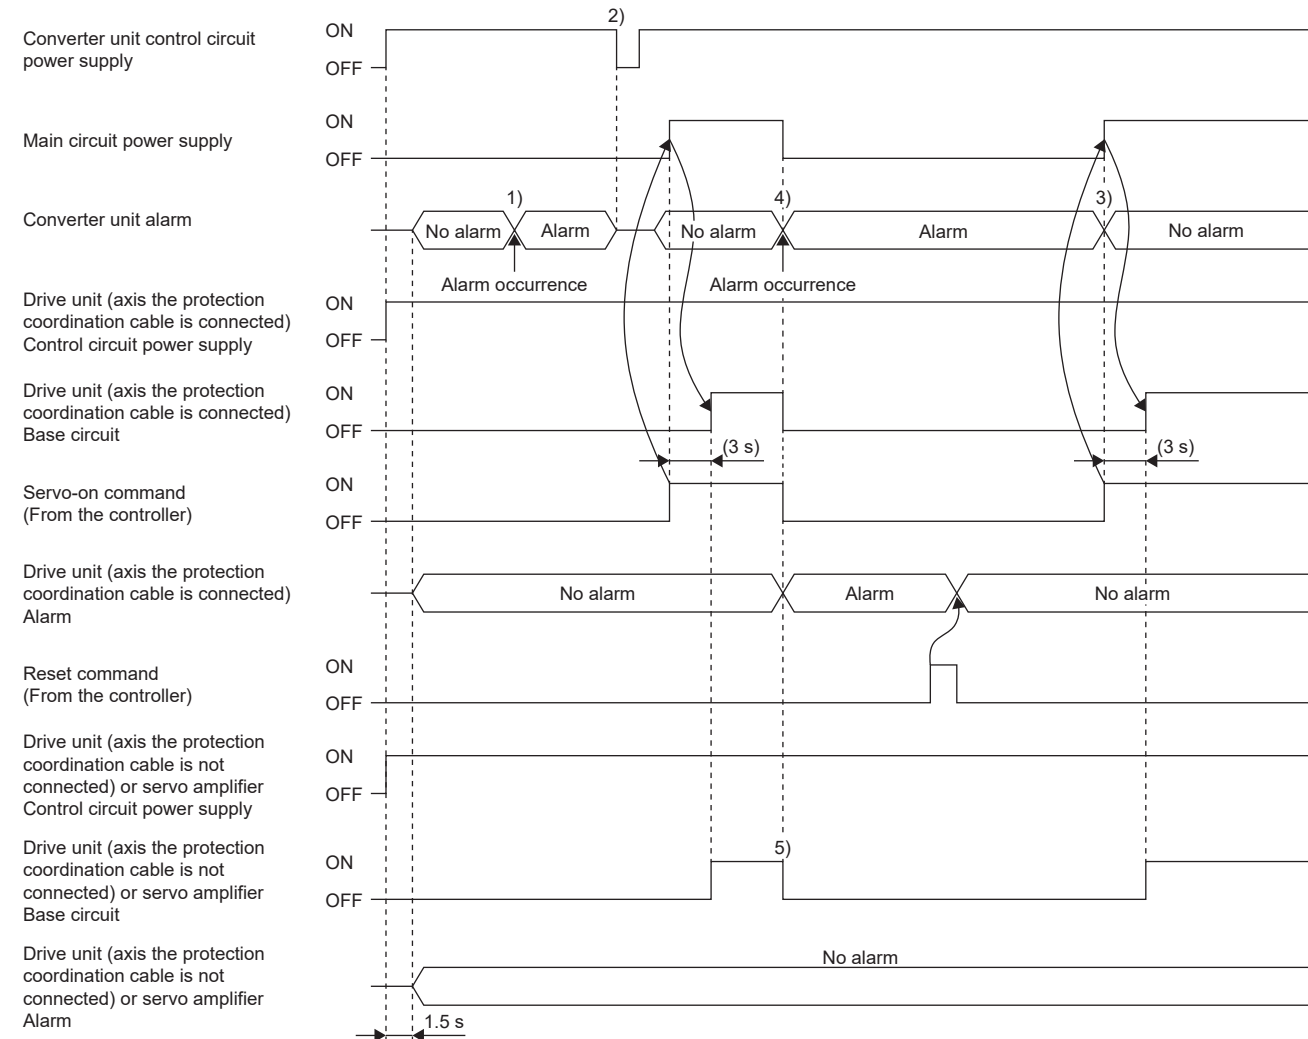 2)
Converter unit control circuit
power supply
ON
OFF
Main circuit power supply
ON
OFF
Converter unit alarm
1)
4)
3)
No alarm
Alarm
No alarm
Alarm
No alarm
Alarm occurrence
Alarm occurrence
Drive unit (axis the protection
coordination cable is connected)
Control circuit power supply
ON
OFF
Drive unit (axis the protection
coordination cable is connected)
Base circuit
ON
OFF
(3 s)
(3 s)
Servo-on command
(From the controller)
ON
OFF
Drive unit (axis the protection
coordination cable is connected)
Alarm
No alarm
Alarm
No alarm
Reset command
(From the controller)
ON
OFF
Drive unit (axis the protection
coordination cable is not
connected) or servo amplifier
Control circuit power supply
ON
OFF
Drive unit (axis the protection
coordination cable is not
connected) or servo amplifier
Base circuit
ON
OFF
5)
Drive unit (axis the protection
coordination cable is not
connected) or servo amplifier
Alarm
No alarm
1.5 s